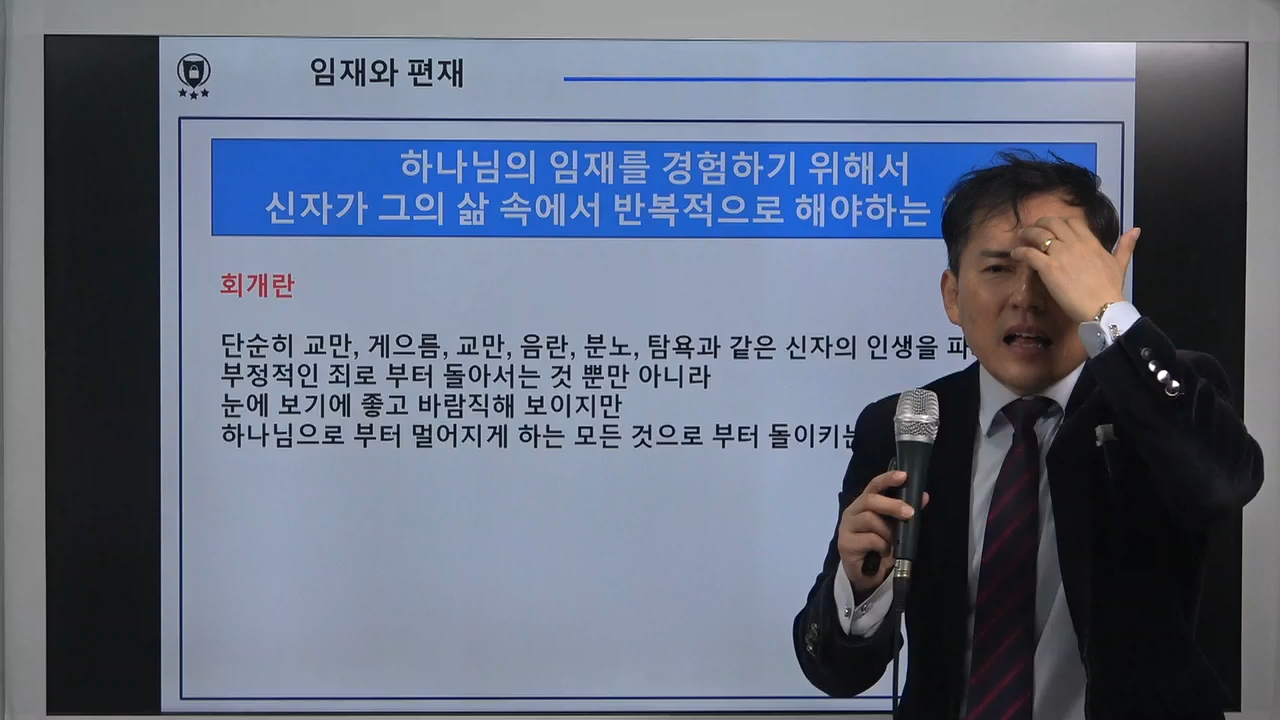 임재와 편재
하나님의 임재를 경험하기 위해서
신자가 그의 삶 속에서 반복적으로 해야하는
회개란
단순히 교만, 게으름, 교만, 음란, 분노, 탐욕과 같은 신자의 인생을
부정적인 죄로 부터 돌아서는 것 뿐만 아니라
눈에 보기에 좋고 바람직해 보이지만
하나님으로 부터 멀어지게 하는 모든 것으로 부터